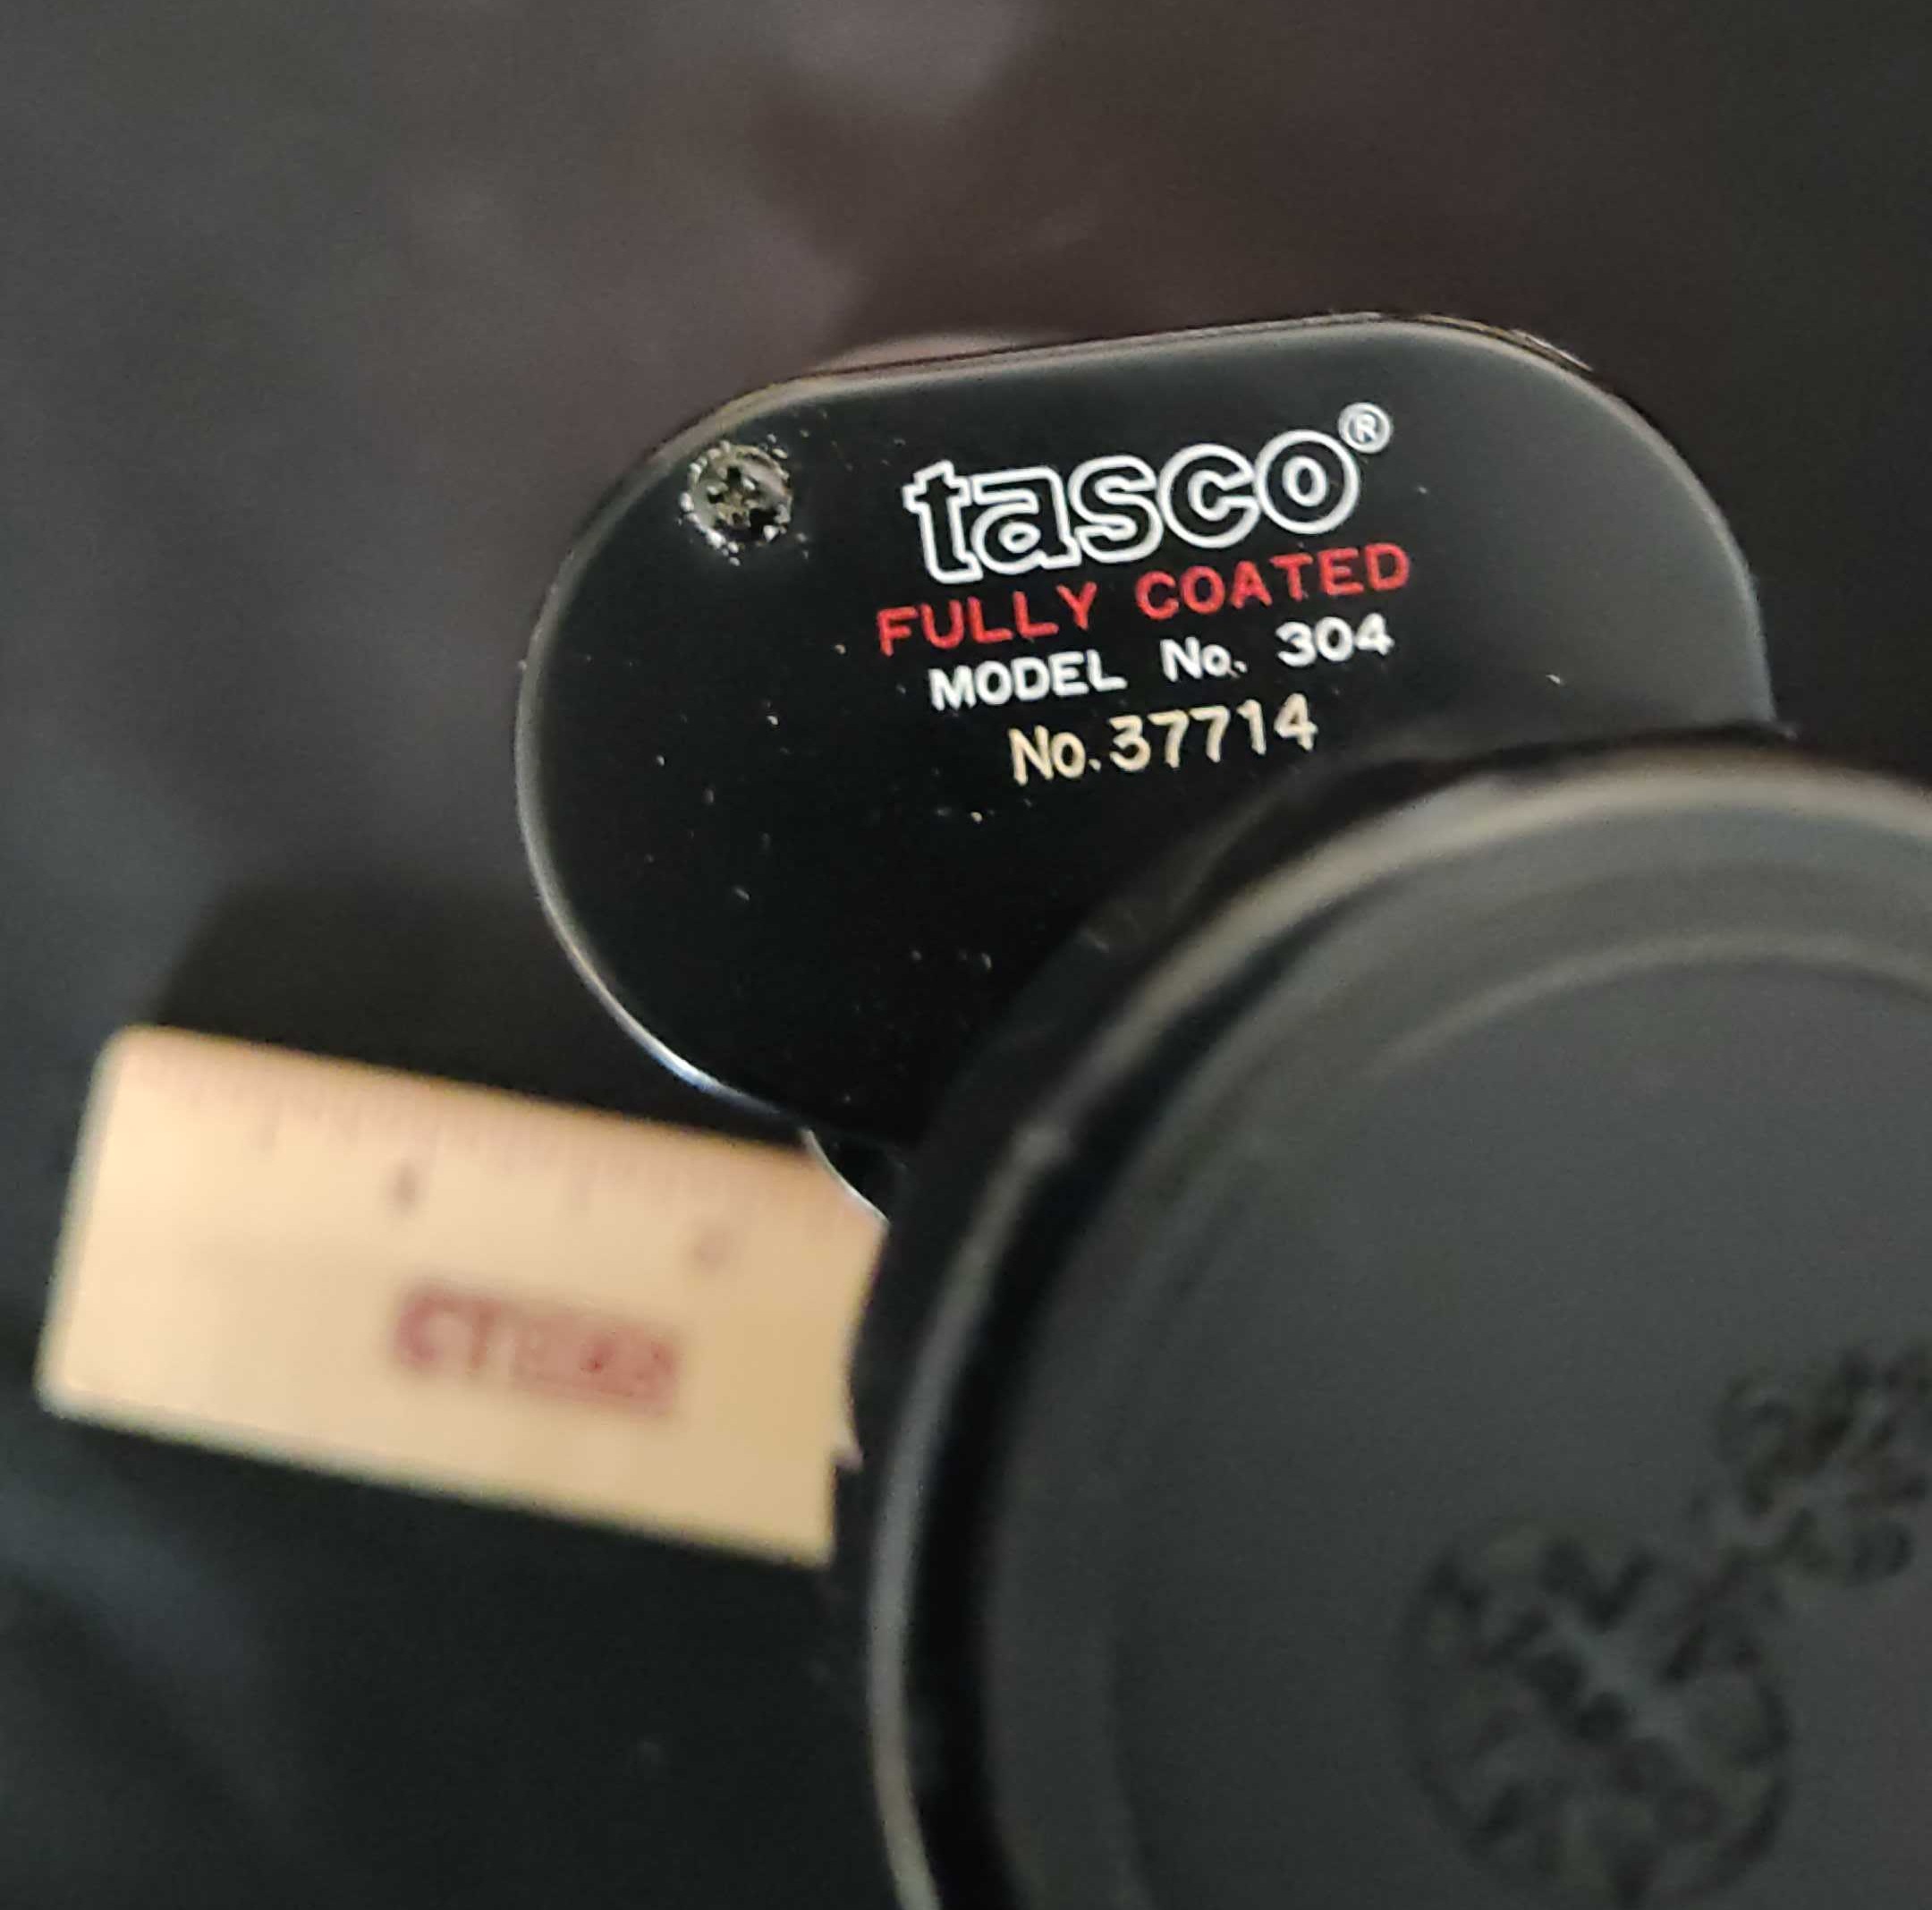 tasco®
FULLY COATED
MODEL No. 304
No. 37714